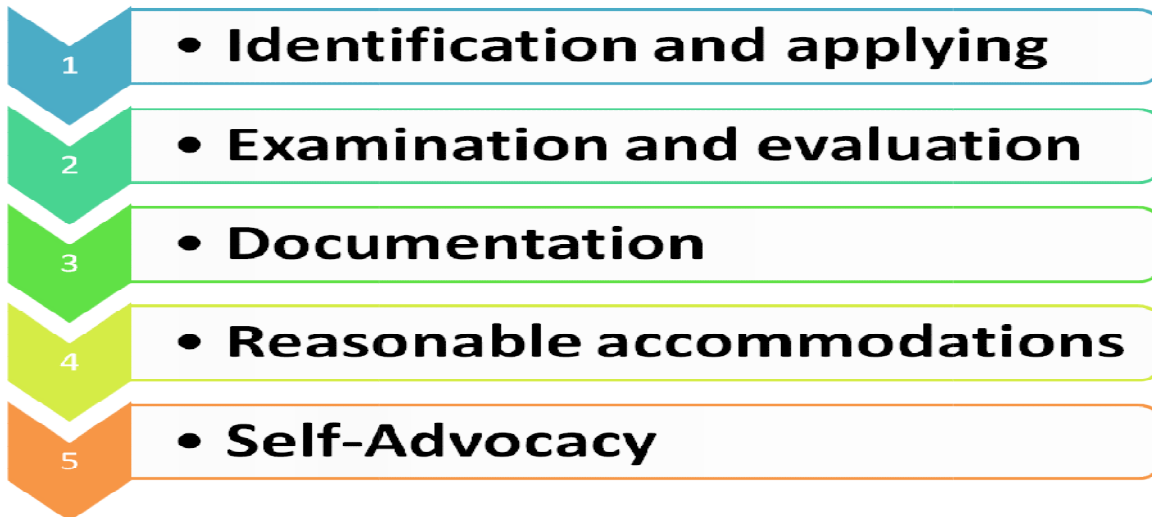 1 • Identification and applying
2 • Examination and evaluation
3 • Documentation
4 • Reasonable accommodations
5 • Self-Advocacy